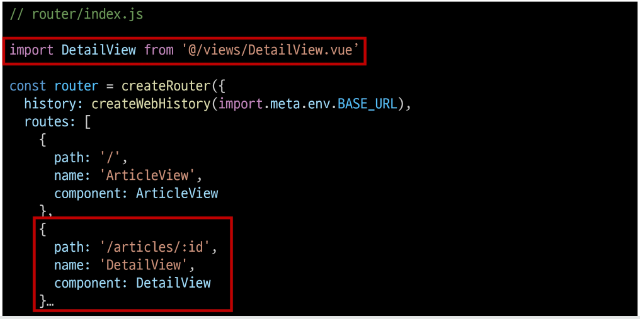 // router/index.js
import DetailView from '@/views/DetailView.vue’
const router = createRouter({
history: createWebHistory(import.meta.env.BASE_URL),
routes: [
{
path: '/',
name: 'ArticleView',
component: ArticleView
},
{
path: '/articles/:id',
name: 'DetailView',
component: DetailView
}…